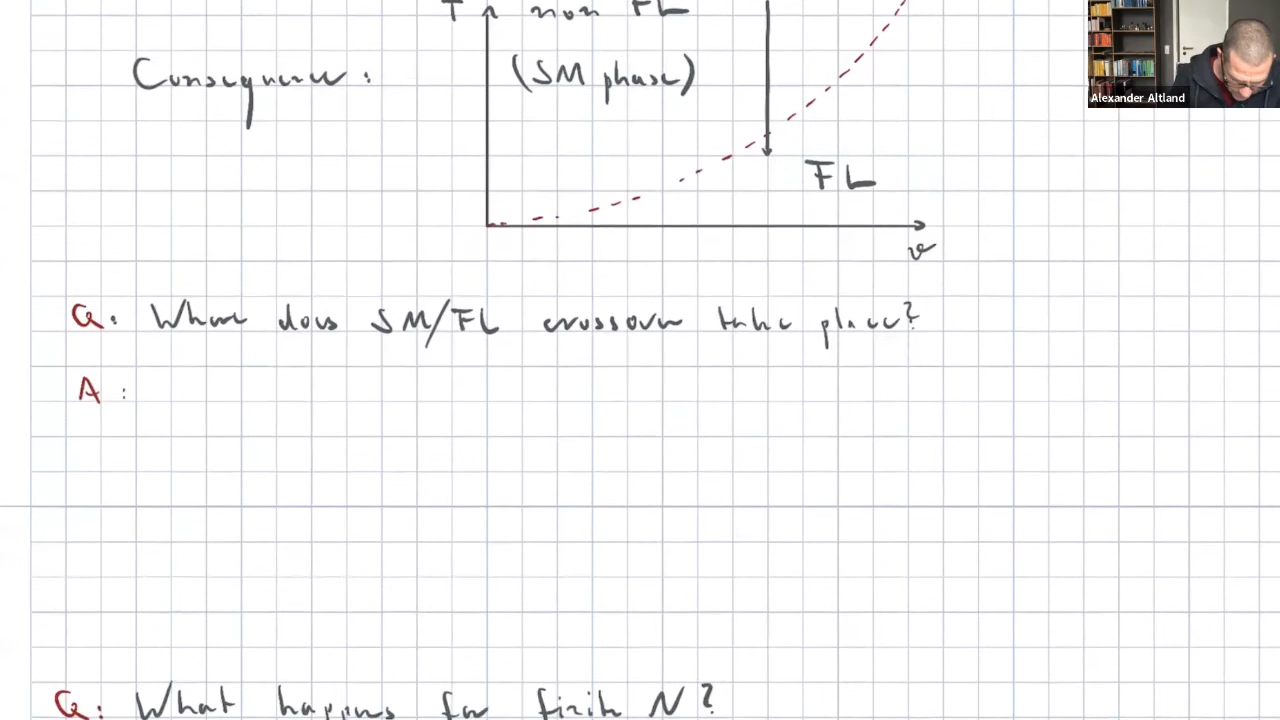 T non FL
Consequence:
(SM phase)
FL
v
Q: Where does SM/FL crossover take place?
A:
Q: What happens for finite N?
Alexander Altland